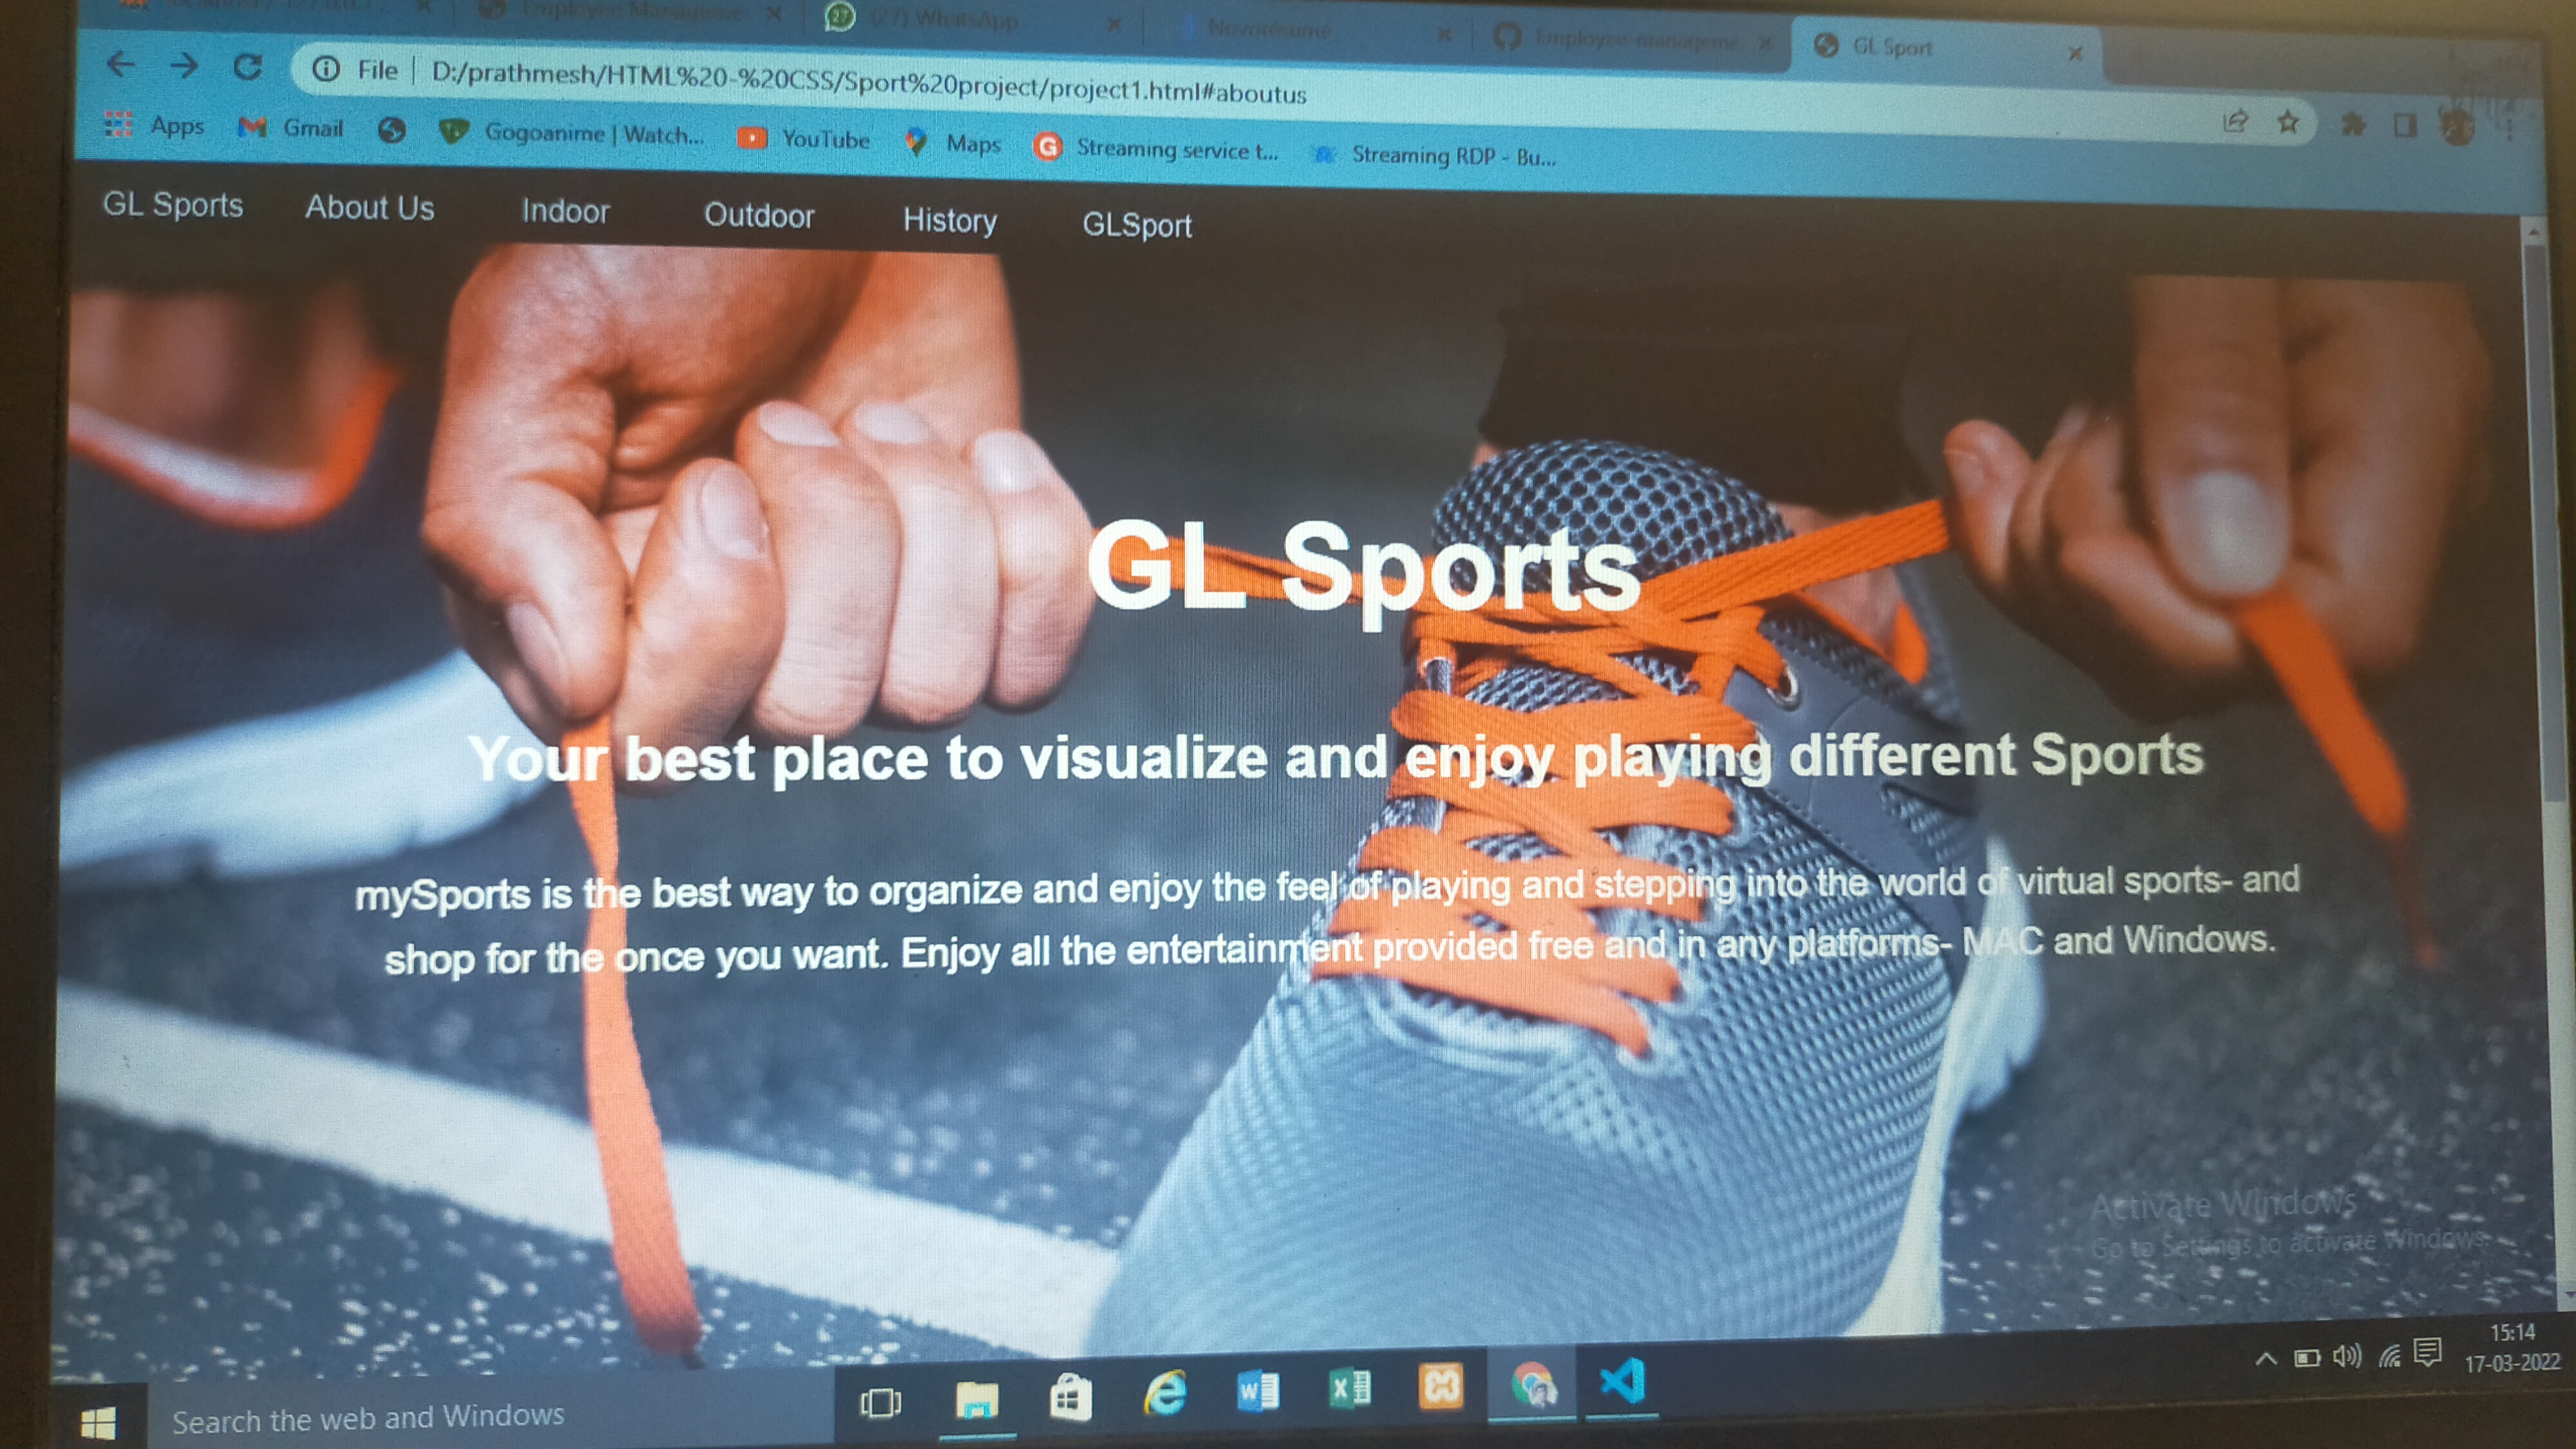 Employee Manageme
(27) WhatsApp
Novorésumé
Employee-manageme
GL Sport
File | D:/prathmesh/HTML%20-%20CSS/Sport%20project/project1.html#aboutus
Apps
Gmail
Gogoanime | Watch...
YouTube
Maps
Streaming service t...
Streaming RDP - Bu...
GL Sports
About Us
Indoor
Outdoor
History
GLSport
GL Sports
Your best place to visualize and enjoy playing different Sports
mySports is the best way to organize and enjoy the feel of playing and stepping into the world of virtual sports- and
shop for the once you want. Enjoy all the entertainment provided free and in any platforms- MAC and Windows.
Activate Windows
Go to Settings to activate Windows.
Search the web and Windows
15:14
17-03-2022